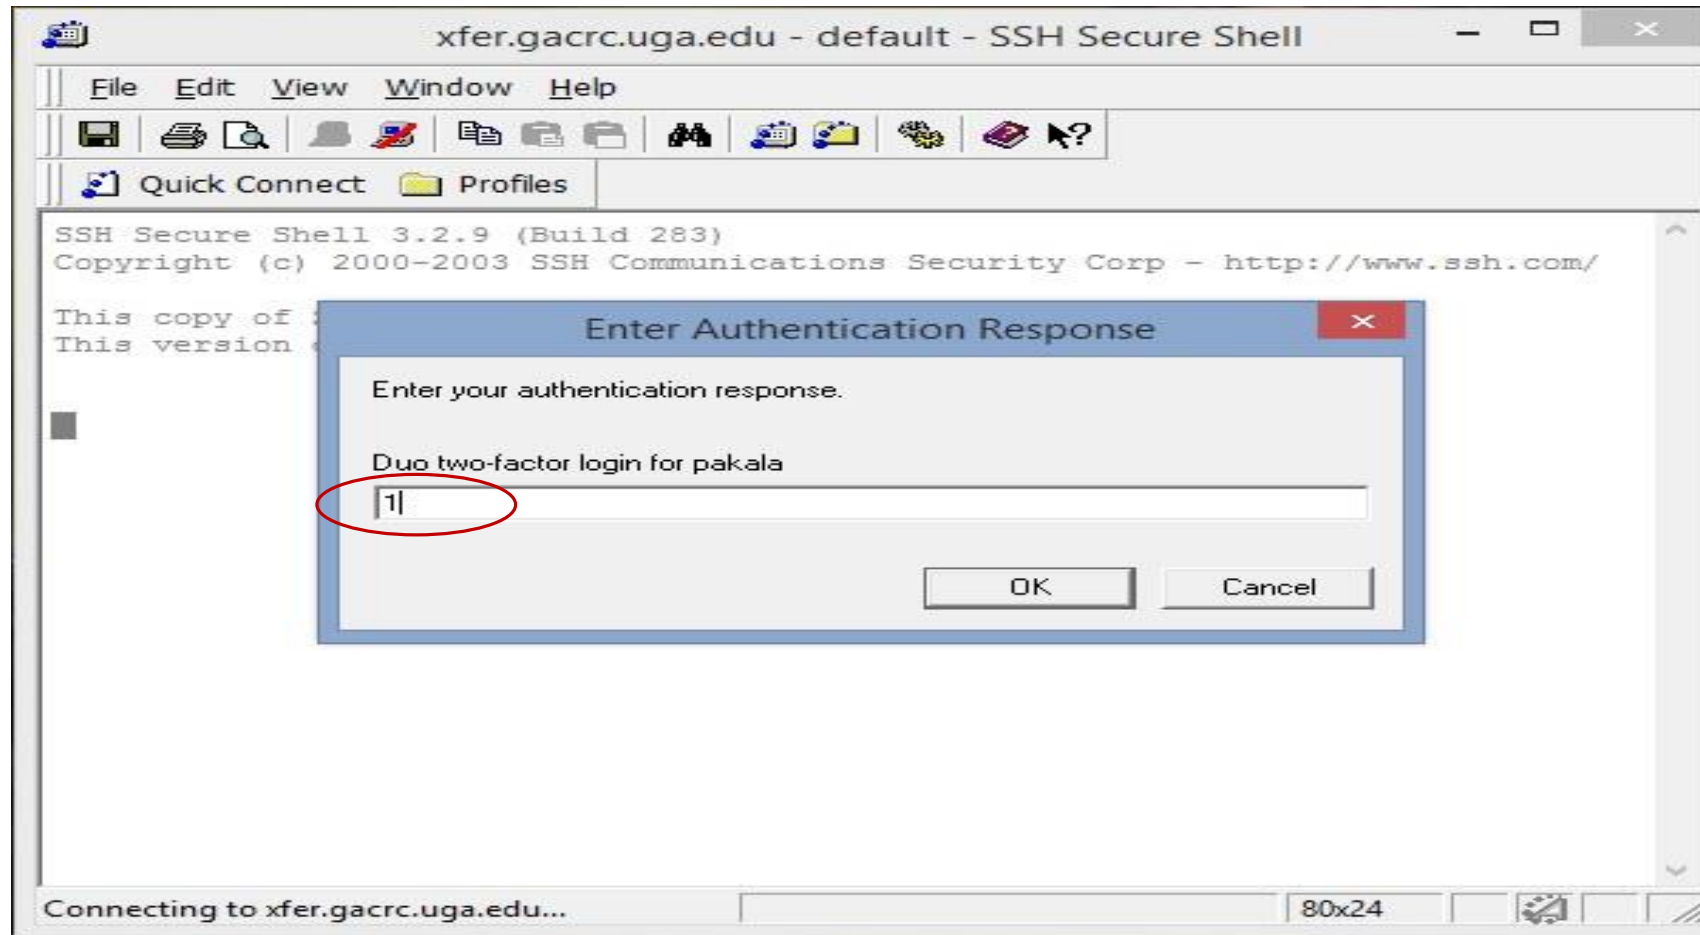 xfer.gacrc.uga.edu - default - SSH Secure Shell
File Edit View Window Help
Quick Connect Profiles
SSH Secure Shell 3.2.9 (Build 283)
Copyright (c) 2000-2003 SSH Communications Security Corp - http://www.ssh.com/
This copy of
This version
Enter Authentication Response
Enter your authentication response.
Duo two-factor login for pakala
1
OK Cancel
Connecting to xfer.gacrc.uga.edu... 80x24